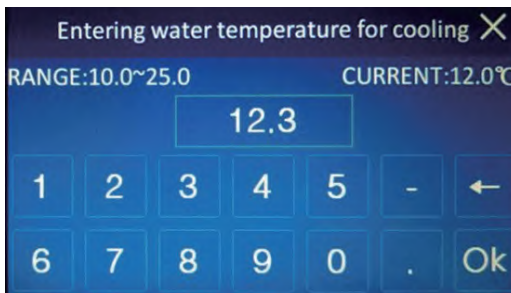 Entering water temperature for cooling ×
RANGE:10.0~25.0 CURRENT:12.0℃
12.3
1 2 3 4 5 - ←
6 7 8 9 0 . Ok